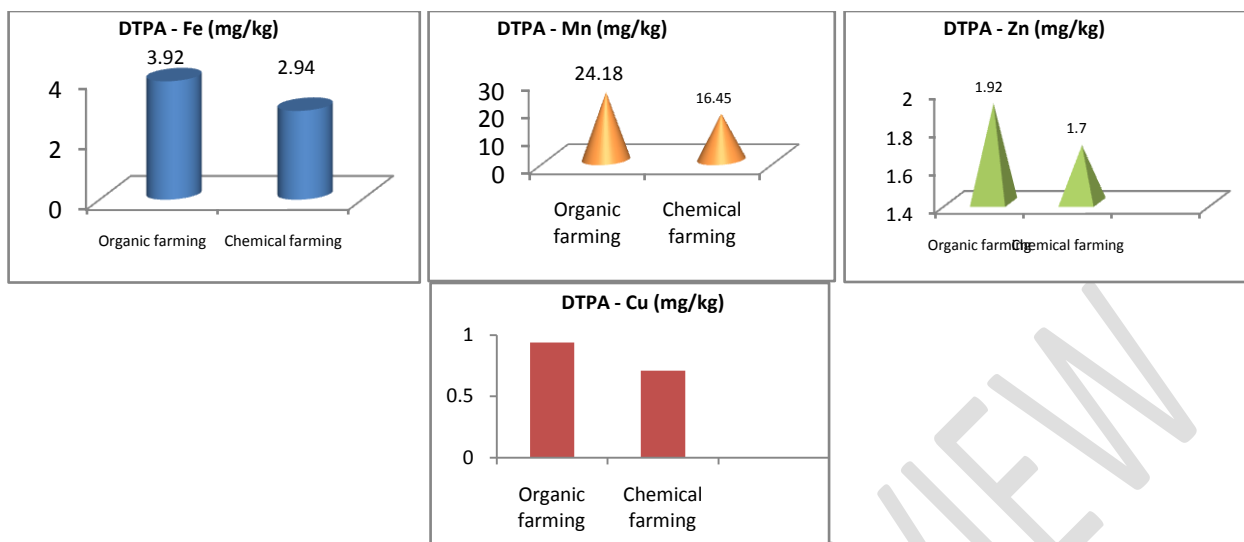 DTPA - Fe (mg/kg)
3.92
2.94
4
2
0
Organic farming
Chemical farming
DTPA - Mn (mg/kg)
24.18
16.45
30
20
10
0
Organic
farming
Chemical
farming
DTPA - Zn (mg/kg)
1.92
1.7
2
1.8
1.6
1.4
Organic farming
Chemical farming
DTPA - Cu (mg/kg)
1
0.5
0
Organic
farming
Chemical
farming
VIEW